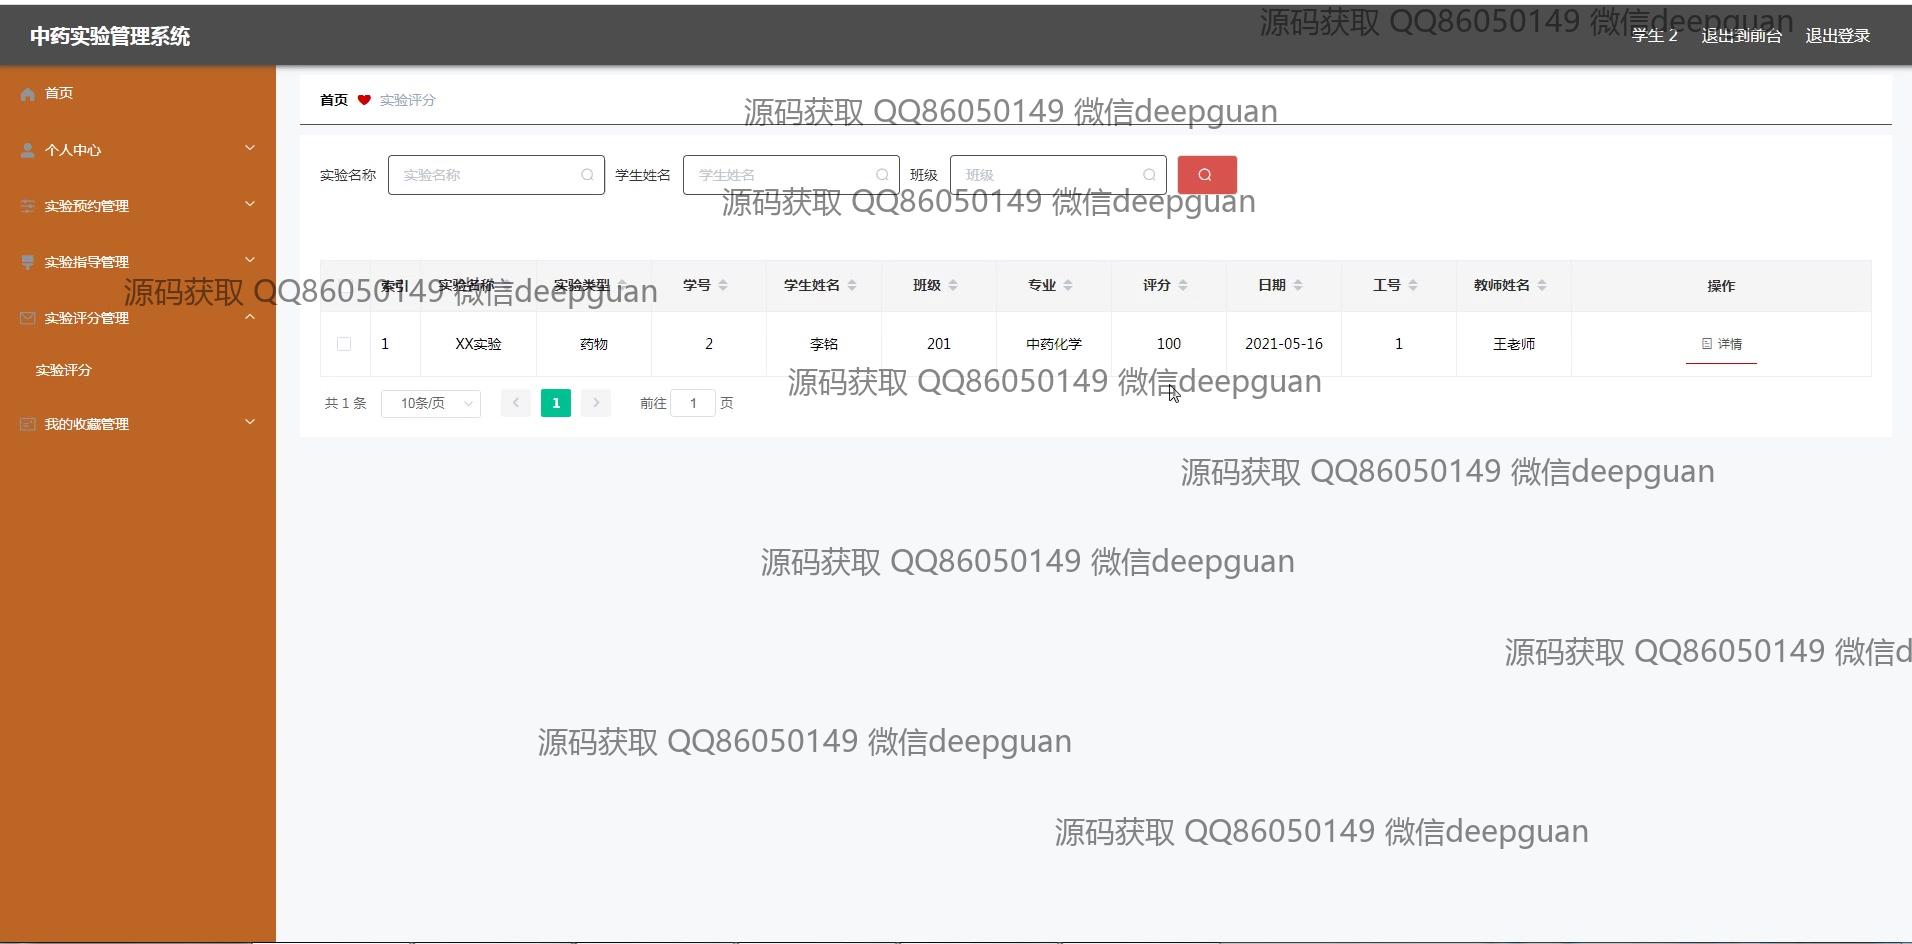 中药实验管理系统
源码获取 QQ86050149 微信deepguan
学生 2 退出到前台 退出登录
首页
首页 实验评分
源码获取 QQ86050149 微信deepguan
个人中心
实验名称 实验名称 学生姓名 学生姓名 班级 班级
源码获取 QQ86050149 微信deepguan
实验预约管理
实验指导管理
源码获取 QQ86050149 微信deepguan
索引 实验名称 实验类型 学号 学生姓名 班级 专业 评分 日期 工号 教师姓名 操作
实验评分管理
1 XX实验 药物 2 李铭 201 中药化学 100 2021-05-16 1 王老师 详情
实验评分
源码获取 QQ86050149 微信deepguan
共 1 条 10条/页 1 前往 1 页
我的收藏管理
源码获取 QQ86050149 微信deepguan
源码获取 QQ86050149 微信deepguan
源码获取 QQ86050149 微信d
源码获取 QQ86050149 微信deepguan
源码获取 QQ86050149 微信deepguan